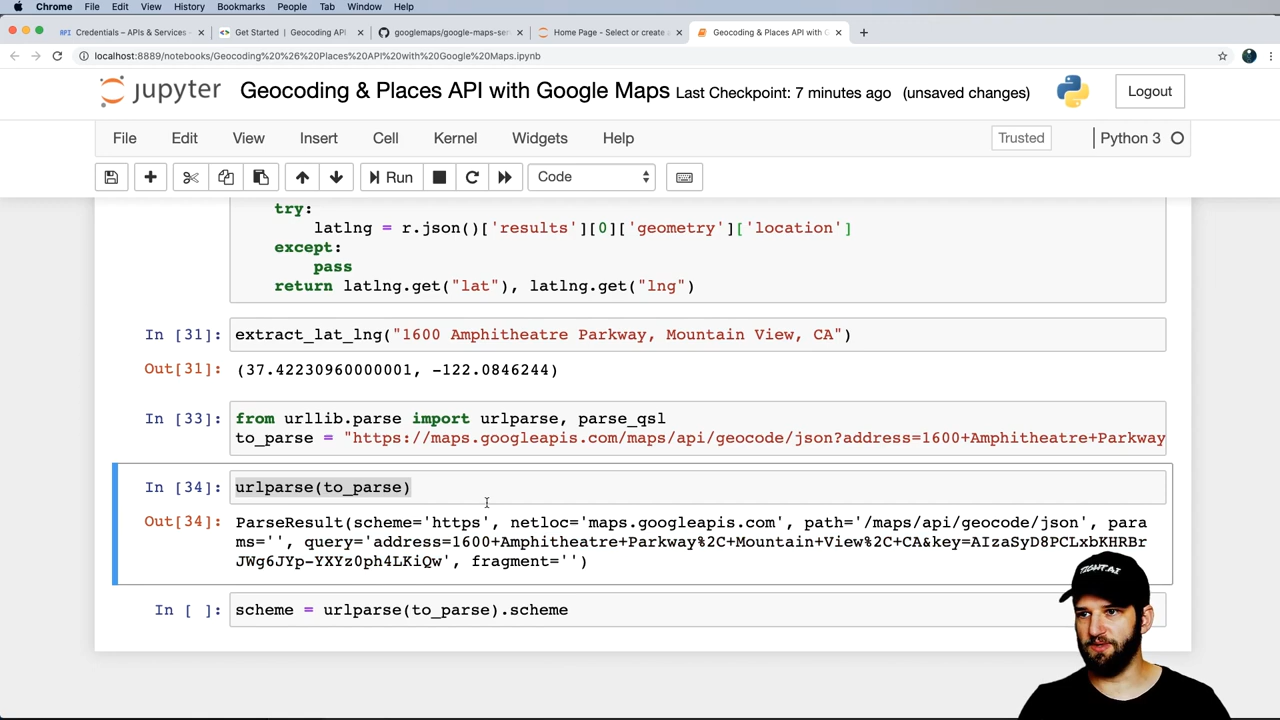 Chrome File Edit View History Bookmarks People Tab Window Help
Credentials – APIs & Services - Get Started | Geocoding API googlemaps/google-maps-ser Home Page - Select or create Geocoding & Places API with G
localhost:8889/notebooks/Geocoding%20%26%20Places%20API%20with%20Google%20Maps.ipynb
jupyter Geocoding & Places API with Google Maps Last Checkpoint: 7 minutes ago (unsaved changes) Logout
File Edit View Insert Cell Kernel Widgets Help Trusted Python 3
Run Code
try:
latlng = r.json()['results'][0]['geometry']['location']
except:
pass
return latlng.get("lat"), latlng.get("lng")
In [31]: extract_lat_lng("1600 Amphitheatre Parkway, Mountain View, CA")
Out[31]: (37.42230960000001, -122.0846244)
In [33]: from urllib.parse import urlparse, parse_qsl
to_parse = "https://maps.googleapis.com/maps/api/geocode/json?address=1600+Amphitheatre+Parkway
In [34]: urlparse(to_parse)
Out[34]: ParseResult(scheme='https', netloc='maps.googleapis.com', path='/maps/api/geocode/json', para
ms='', query='address=1600+Amphitheatre+Parkway%2C+Mountain+View%2C+CA&key=AIzaSyD8PCLxbKHRBr
JWg6JYp-YXYz0ph4LKiQw', fragment='')
In [ ]: scheme = urlparse(to_parse).scheme